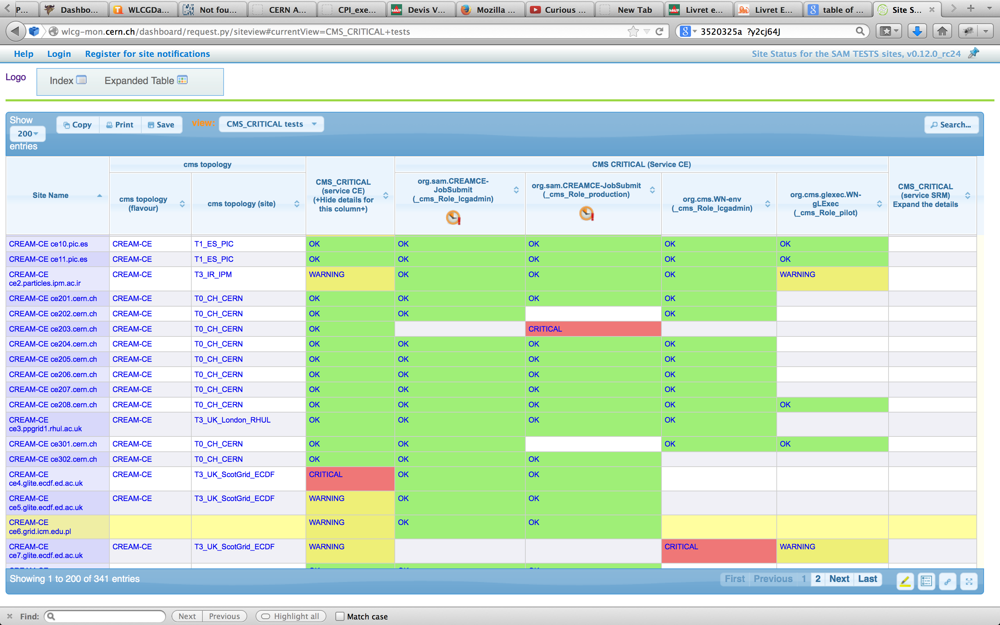 P... Dashbo... WLCGDa... Not fou... CERN A... CPI_exe... Devis V... Mozilla ... Curious ... New Tab Livret e... Livret E... table of ... Site S...
wlcg-mon.cern.ch/dashboard/request.py/siteview#currentView=CMS_CRITICAL+tests 3520325a ?y2cj64J
Help Login Register for site notifications Site Status for the SAM TESTS sites, v0.12.0_rc24
Logo Index Expanded Table
Show 200 entries Copy Print Save view: CMS_CRITICAL tests Search...
cms topology CMS CRITICAL (Service CE)
Site Name
cms topology (flavour)
cms topology (site)
CMS_CRITICAL (service CE) (+Hide details for this column+)
org.sam.CREAMCE-JobSubmit (_cms_Role_lcgadmin)
org.sam.CREAMCE-JobSubmit (_cms_Role_production)
org.cms.WN-env (_cms_Role_lcgadmin)
org.cms.glexec.WN-gLExec (_cms_Role_pilot)
CMS_CRITICAL (service SRM) Expand the details
CREAM-CE ce10.pic.es CREAM-CE T1_ES_PIC OK OK OK OK OK
CREAM-CE ce11.pic.es CREAM-CE T1_ES_PIC OK OK OK OK OK
CREAM-CE ce2.particles.ipm.ac.ir CREAM-CE T3_IR_IPM WARNING OK OK OK WARNING
CREAM-CE ce201.cern.ch CREAM-CE T0_CH_CERN OK OK OK OK
CREAM-CE ce202.cern.ch CREAM-CE T0_CH_CERN OK OK OK
CREAM-CE ce203.cern.ch CREAM-CE T0_CH_CERN OK CRITICAL
CREAM-CE ce204.cern.ch CREAM-CE T0_CH_CERN OK OK OK OK
CREAM-CE ce205.cern.ch CREAM-CE T0_CH_CERN OK OK OK OK
CREAM-CE ce206.cern.ch CREAM-CE T0_CH_CERN OK OK OK OK
CREAM-CE ce207.cern.ch CREAM-CE T0_CH_CERN OK OK OK OK
CREAM-CE ce208.cern.ch CREAM-CE T0_CH_CERN OK OK OK OK OK
CREAM-CE ce3.ppgrid1.rhul.ac.uk CREAM-CE T3_UK_London_RHUL OK OK OK OK
CREAM-CE ce301.cern.ch CREAM-CE T0_CH_CERN OK OK OK OK
CREAM-CE ce302.cern.ch CREAM-CE T0_CH_CERN OK OK OK
CREAM-CE ce4.glite.ecdf.ed.ac.uk CREAM-CE T3_UK_ScotGrid_ECDF CRITICAL OK OK
CREAM-CE ce5.glite.ecdf.ed.ac.uk CREAM-CE T3_UK_ScotGrid_ECDF WARNING OK OK
CREAM-CE ce6.grid.icm.edu.pl WARNING OK OK
CREAM-CE ce7.glite.ecdf.ed.ac.uk CREAM-CE T3_UK_ScotGrid_ECDF WARNING CRITICAL WARNING
Showing 1 to 200 of 341 entries First Previous 1 2 Next Last
Find: Next Previous Highlight all Match case